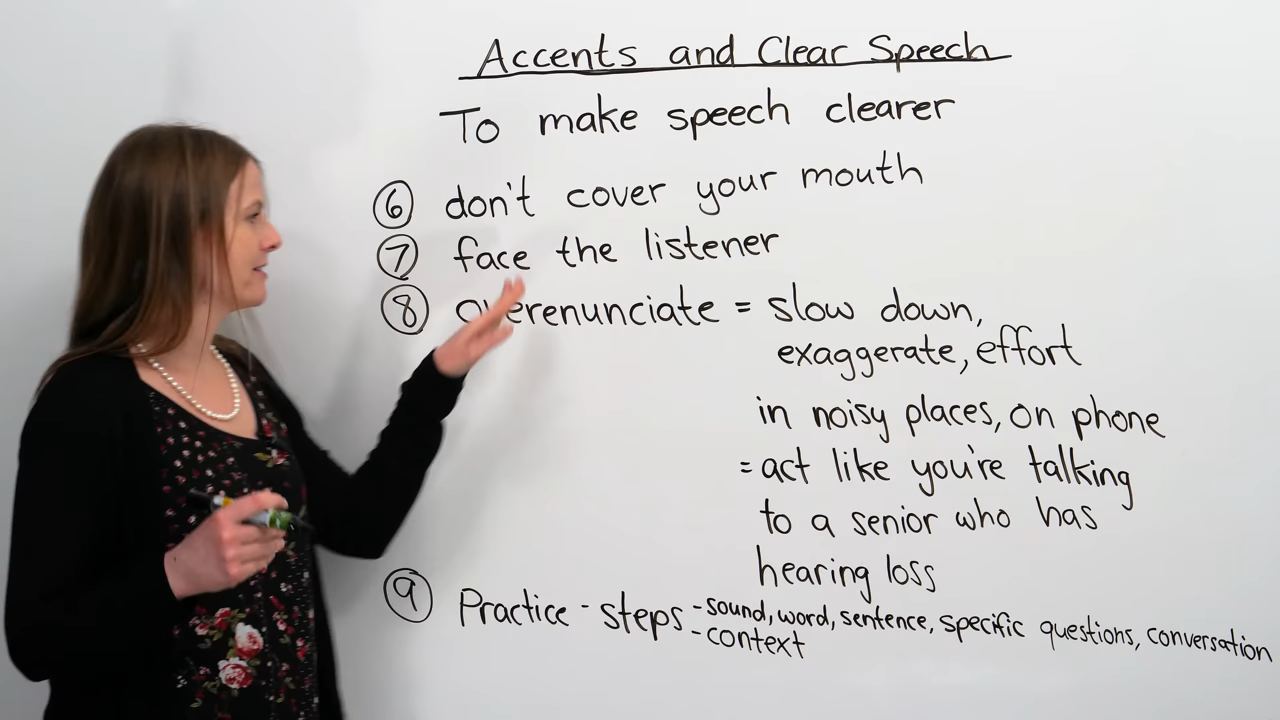 Accents and Clear Speech
To make speech clearer
⑥ don't cover your mouth
⑦ face the listener
⑧ overenunciate = slow down,
exaggerate, effort
in noisy places, on phone
= act like you're talking
to a senior who has
hearing loss
⑨ Practice - steps - sound, word, sentence, specific questions, conversation
- context